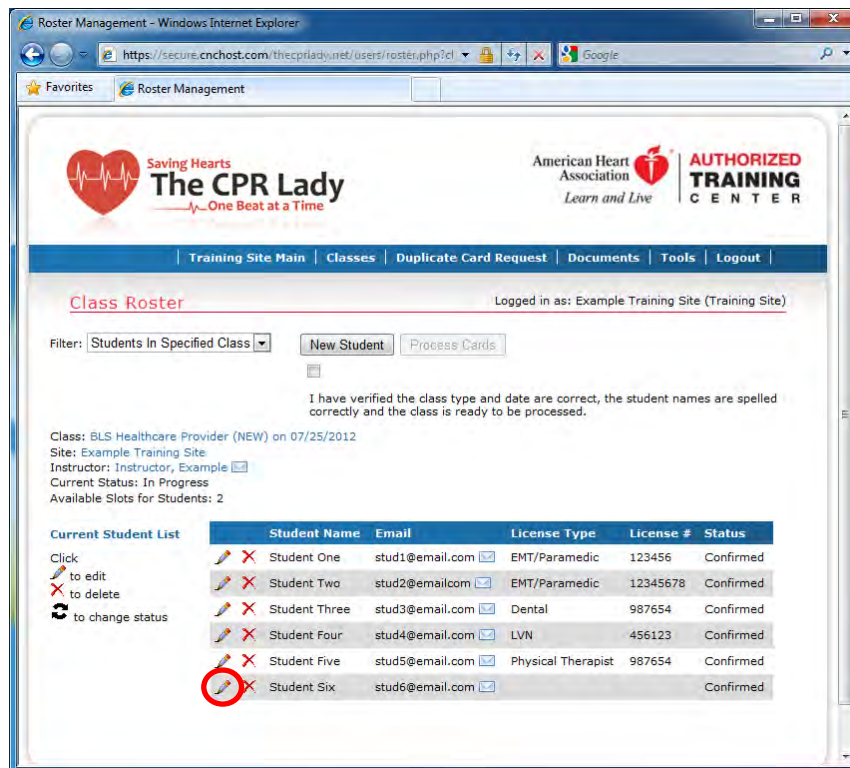 Roster Management - Windows Internet Explorer
https://secure.cnchost.com/thecprlady.net/users/roster.php?cl
Google
Favorites
Roster Management
Saving Hearts
The CPR Lady
One Beat at a Time
American Heart
Association
Learn and Live
AUTHORIZED
TRAINING
CENTER
| Training Site Main | Classes | Duplicate Card Request | Documents | Tools | Logout |
Class Roster
Logged in as: Example Training Site (Training Site)
Filter: Students In Specified Class
New Student
Process Cards
I have verified the class type and date are correct, the student names are spelled
correctly and the class is ready to be processed.
Class: BLS Healthcare Provider (NEW) on 07/25/2012
Site: Example Training Site
Instructor: Instructor, Example
Current Status: In Progress
Available Slots for Students: 2
Current Student List
Click
to edit
to delete
to change status
Student Name Email License Type License # Status
Student One stud1@email.com EMT/Paramedic 123456 Confirmed
Student Two stud2@emailcom EMT/Paramedic 12345678 Confirmed
Student Three stud3@email.com Dental 987654 Confirmed
Student Four stud4@email.com LVN 456123 Confirmed
Student Five stud5@email.com Physical Therapist 987654 Confirmed
Student Six stud6@email.com Confirmed